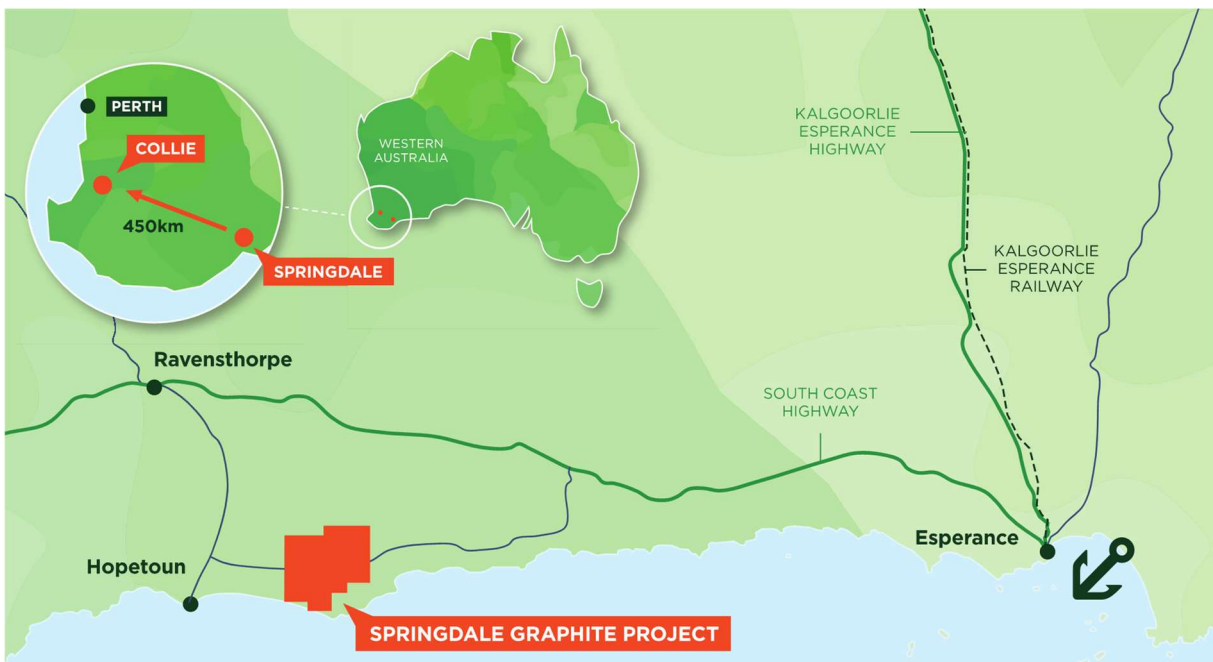 PERTH
COLLIE
450km
SPRINGDALE
WESTERN
AUSTRALIA
KALGOORLIE
ESPERANCE
HIGHWAY
KALGOORLIE
ESPERANCE
RAILWAY
Ravensthorpe
SOUTH COAST
HIGHWAY
Esperance
Hopetoun
SPRINGDALE GRAPHITE PROJECT